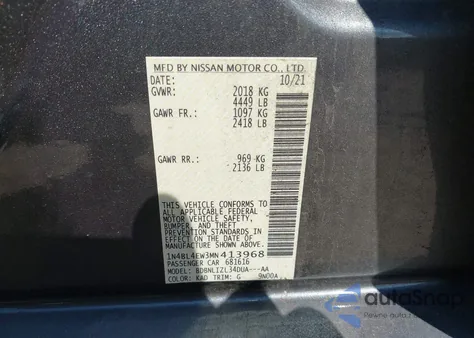 MFD BY NISSAN MOTOR CO., LTD
DATE: 10/21
GVWR: 2018 KG
4449 LB
GAWR FR.: 1097 KG
2418 LB
GAWR RR.: 969 KG
2136 LB
THIS VEHICLE CONFORMS TO
ALL APPLICABLE FEDERAL
MOTOR VEHICLE SAFETY,
BUMPER, AND THEFT
PREVENTION STANDARDS IN
EFFECT ON THE DATE OF
MANUFACTURE SHOWN ABOVE.
1N4BL4EW3MN413968
PASSENGER CAR 681616
MODEL: BDBNLIZL34DUA---AA
COLOR: KAD TRIM: G 9N00A
autoSnap